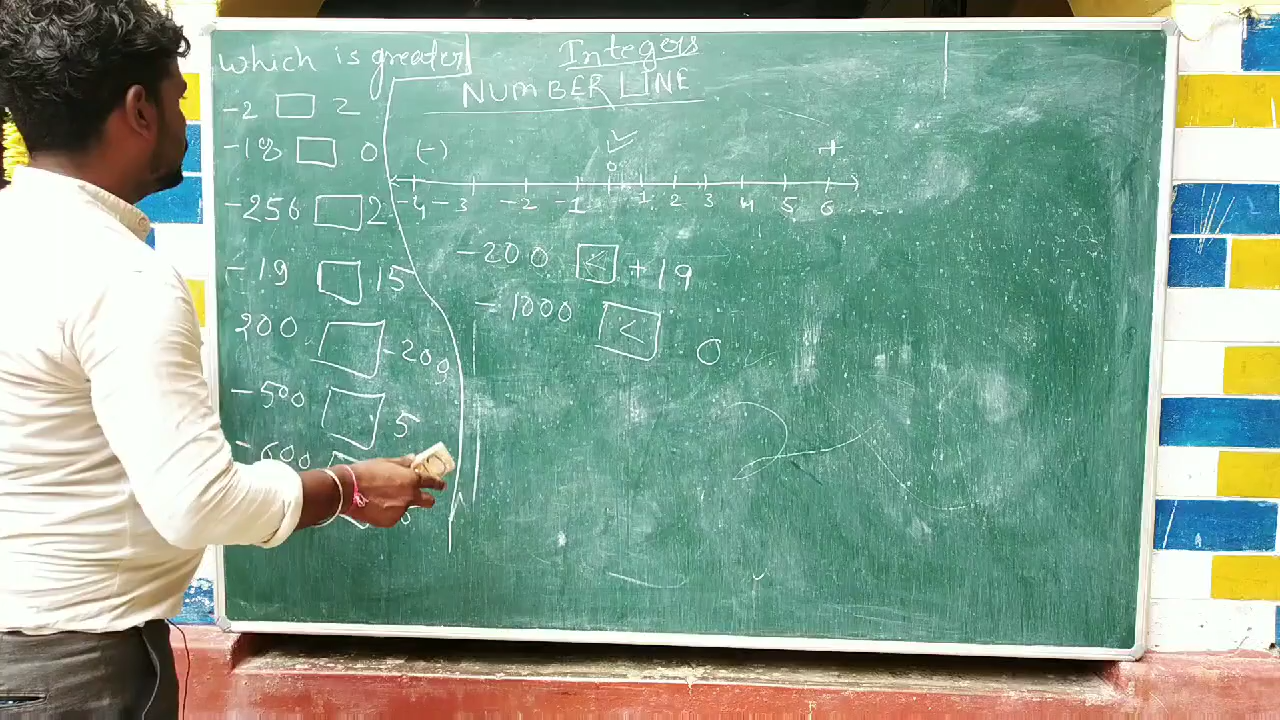 which is greater
-2 □ 2
-18 □ 0
-256 □ 2
-19 □ 15
200 □ -209
-500 □ 5
-600 □
Integers
NUMBER LINE
(-) 0 +
-4 -3 -2 -1 1 2 3 4 5 6 ....
-200 < +19
-1000 < 0